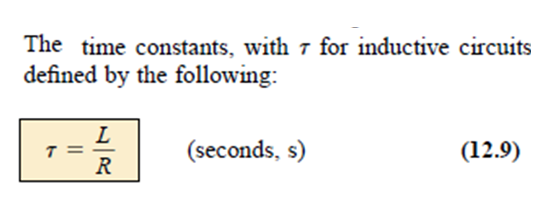 The time constants, with τ for inductive circuits
defined by the following:
τ = L/R (seconds, s) (12.9)